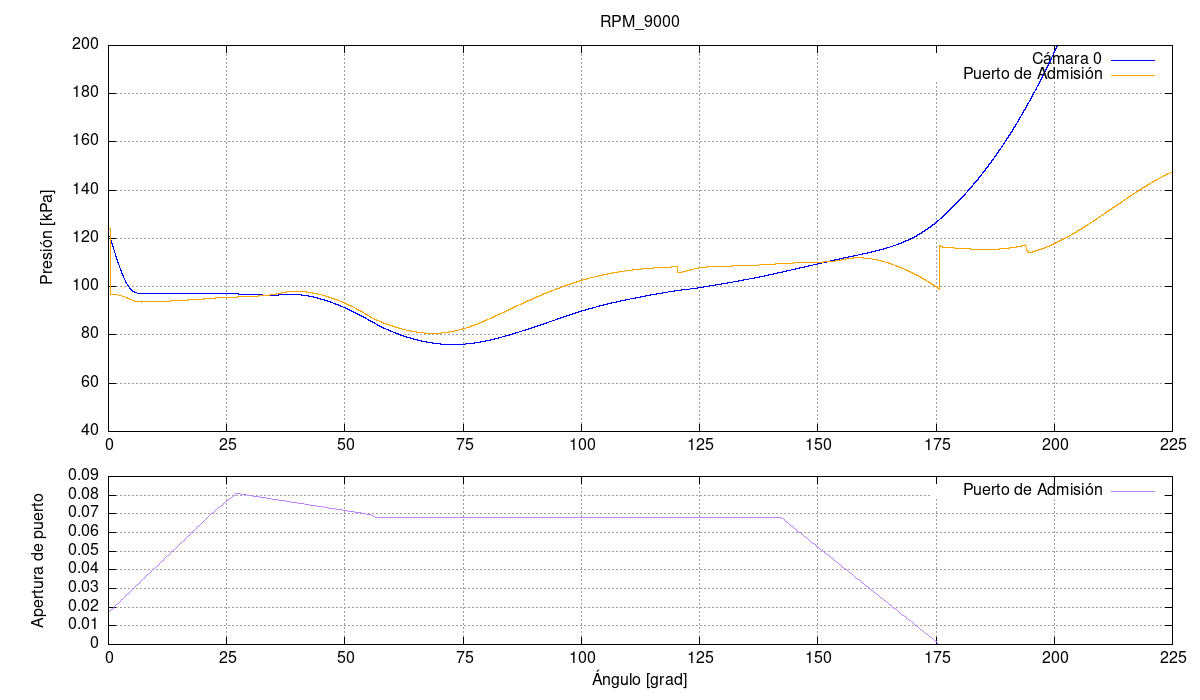 RPM_9000
200
180
160
140
120
100
80
60
40
Presión [kPa]
Cámara 0
Puerto de Admisión
0 25 50 75 100 125 150 175 200 225
0.09
0.08
0.07
0.06
0.05
0.04
0.03
0.02
0.01
0
Apertura de puerto
Puerto de Admisión
0 25 50 75 100 125 150 175 200 225
Ángulo [grad]